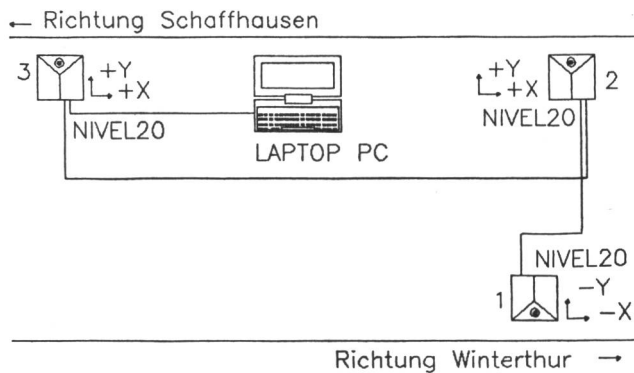 ← Richtung Schaffhausen
3
+Y
+X
NIVEL20
LAPTOP PC
+Y
+X
2
NIVEL20
NIVEL20
1
-Y
-X
Richtung Winterthur →